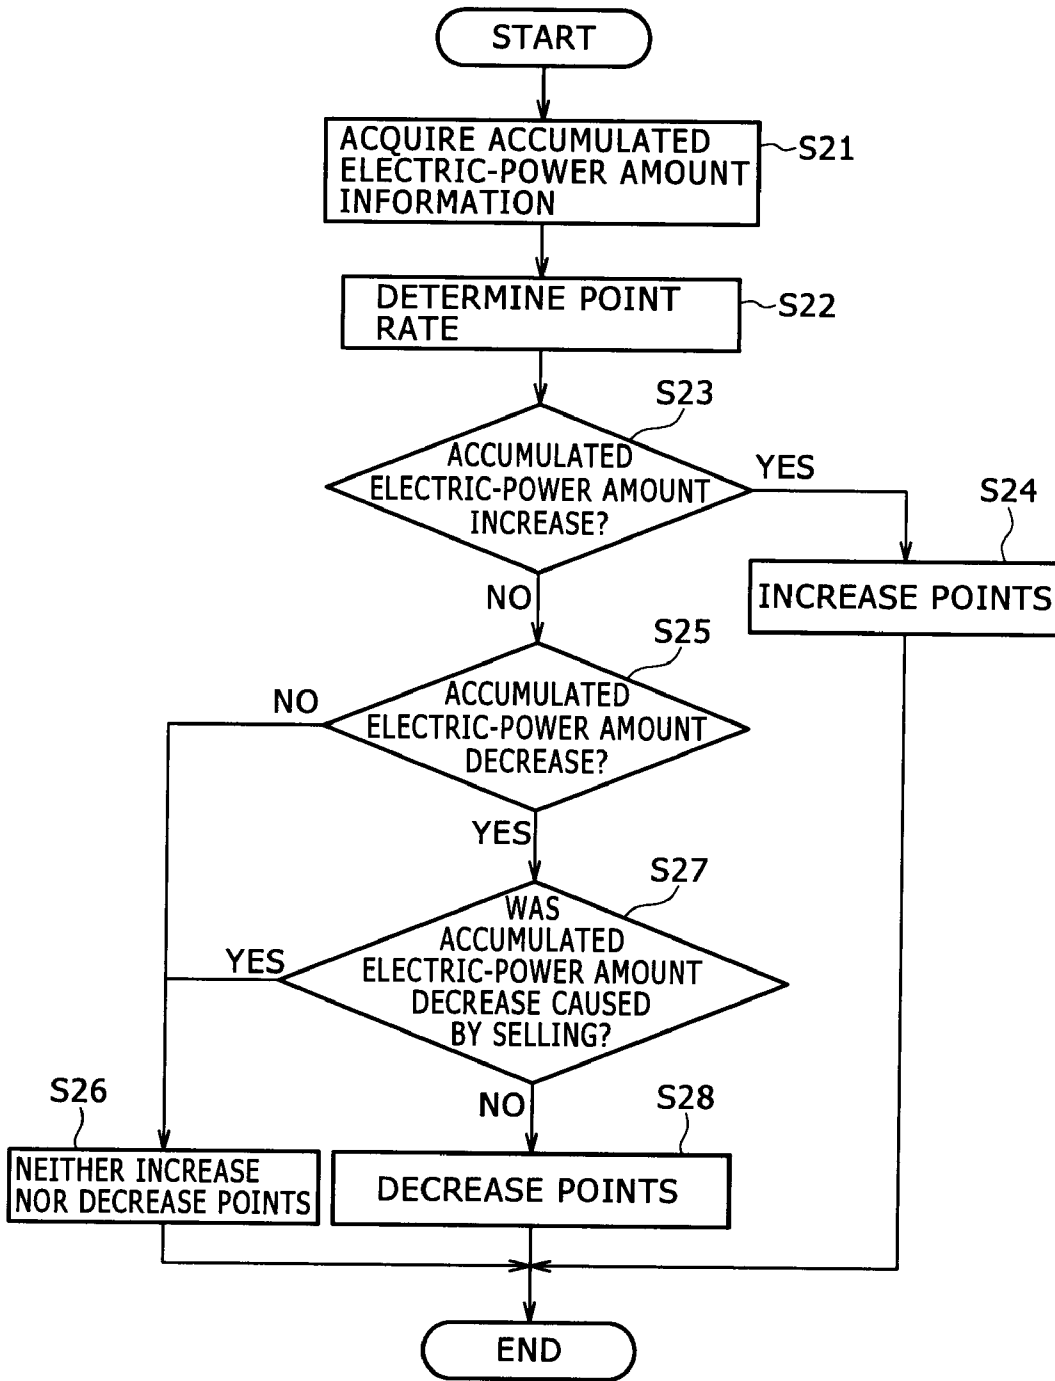 START
ACQUIRE ACCUMULATED
ELECTRIC-POWER AMOUNT
INFORMATION
S21
DETERMINE POINT
RATE
S22
S23
ACCUMULATED
ELECTRIC-POWER AMOUNT
INCREASE?
YES
S24
INCREASE POINTS
NO
S25
ACCUMULATED
ELECTRIC-POWER AMOUNT
DECREASE?
NO
YES
S27
WAS
ACCUMULATED
ELECTRIC-POWER AMOUNT
DECREASE CAUSED
BY SELLING?
YES
NO
S26
NEITHER INCREASE
NOR DECREASE POINTS
S28
DECREASE POINTS
END